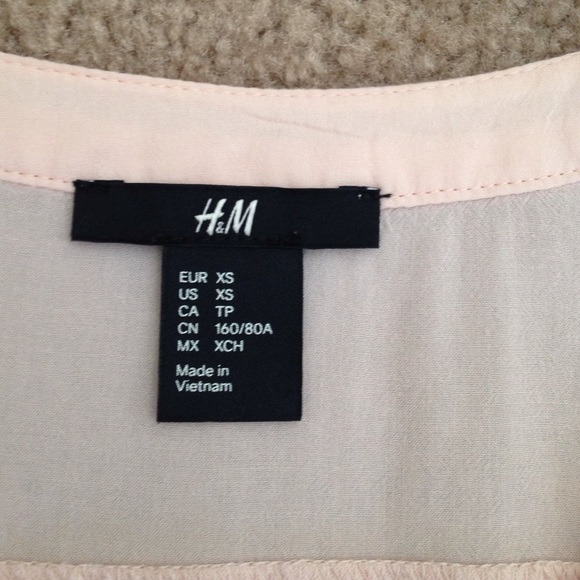 H&M
EUR XS
US XS
CA TP
CN 160/80A
MX XCH
Made in
Vietnam